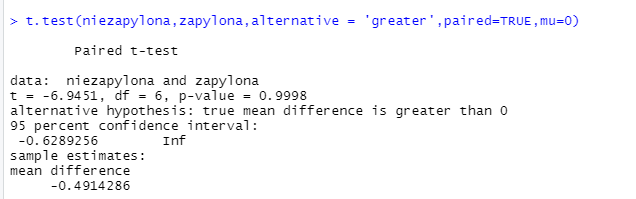 > t.test(niezapylona,zapylona,alternative = 'greater',paired=TRUE,mu=0)
Paired t-test
data:  niezapylona and zapylona
t = -6.9451, df = 6, p-value = 0.9998
alternative hypothesis: true mean difference is greater than 0
95 percent confidence interval:
-0.6289256        Inf
sample estimates:
mean difference
-0.4914286